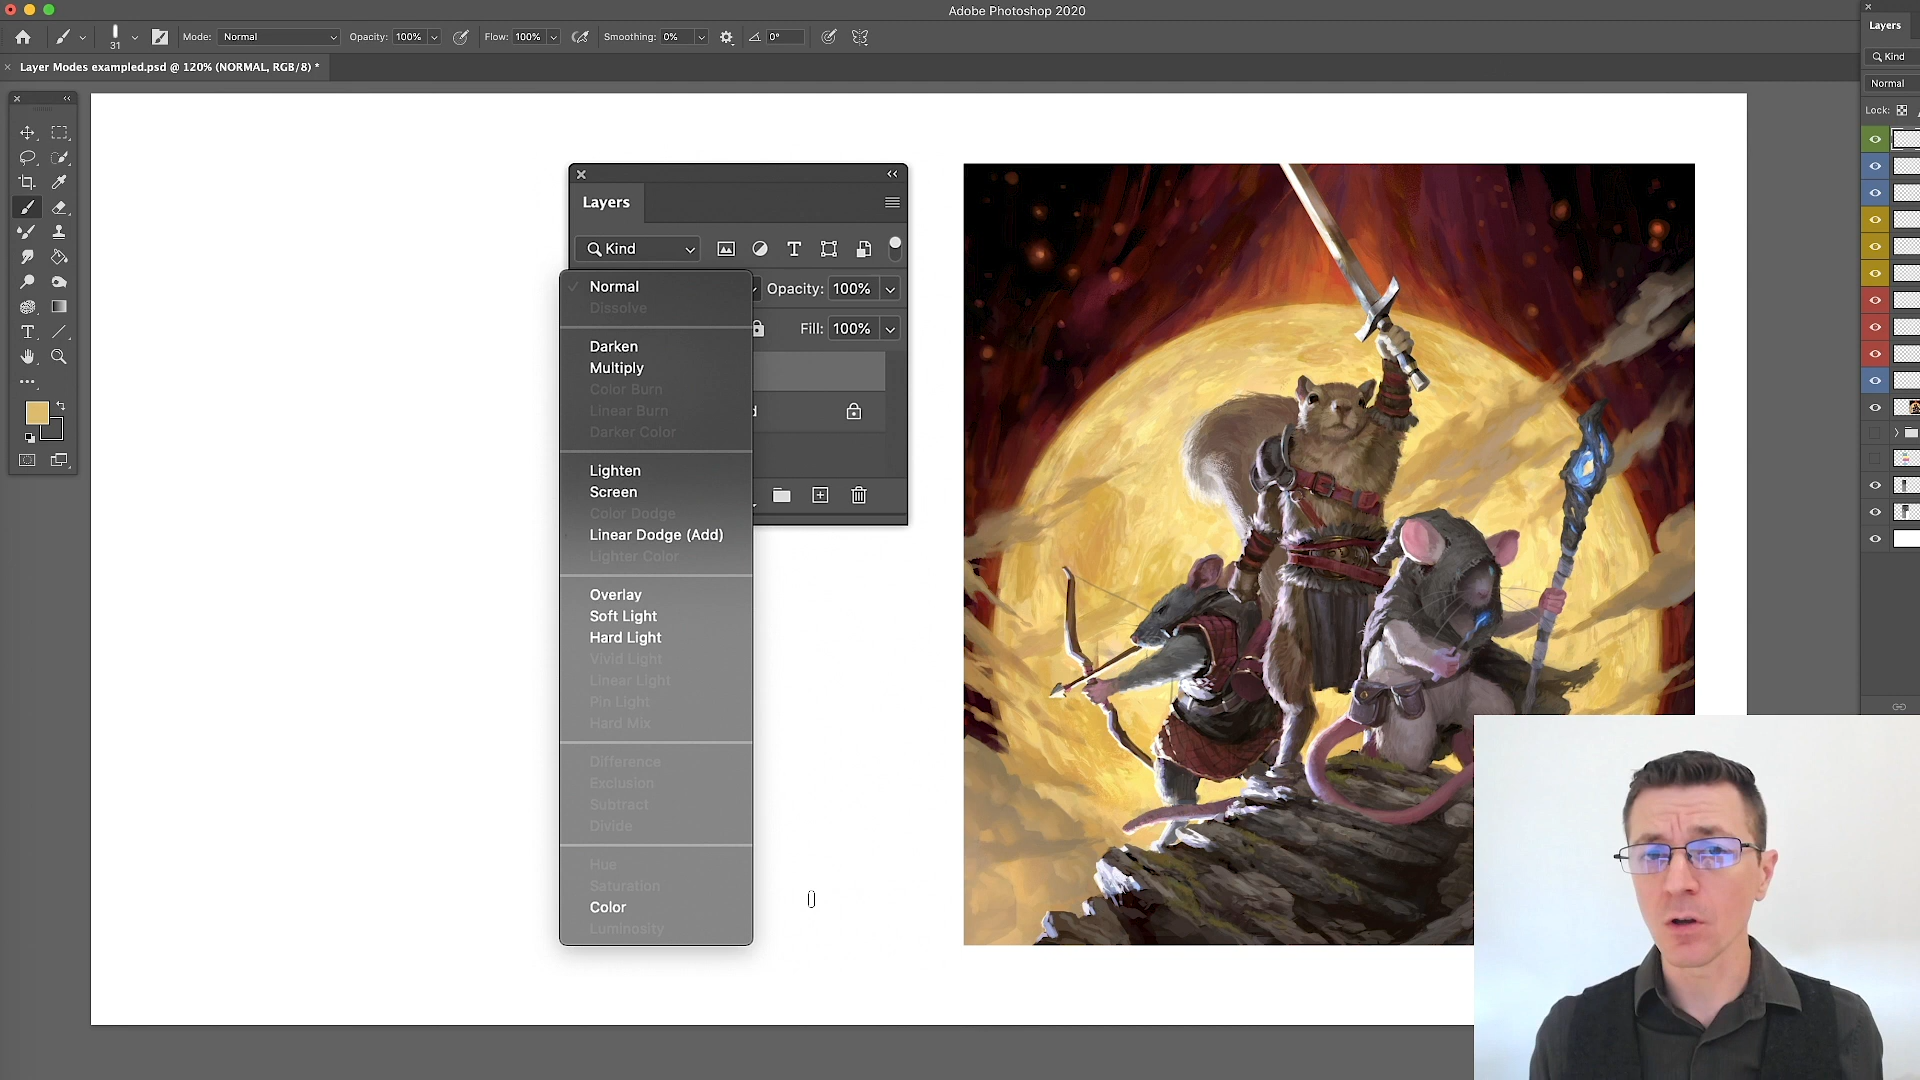 Adobe Photoshop 2020
31
Mode: Normal
Opacity: 100%
Flow: 100%
Smoothing: 0%
0°
Layer Modes exampled.psd @ 120% (NORMAL, RGB/8) *
Layers
Kind
Opacity: 100%
Fill: 100%
Normal
Dissolve
Darken
Multiply
Color Burn
Linear Burn
Darker Color
Lighten
Screen
Color Dodge
Linear Dodge (Add)
Lighter Color
Overlay
Soft Light
Hard Light
Vivid Light
Linear Light
Pin Light
Hard Mix
Difference
Exclusion
Subtract
Divide
Hue
Saturation
Color
Luminosity
Layers
Kind
Normal
Lock: